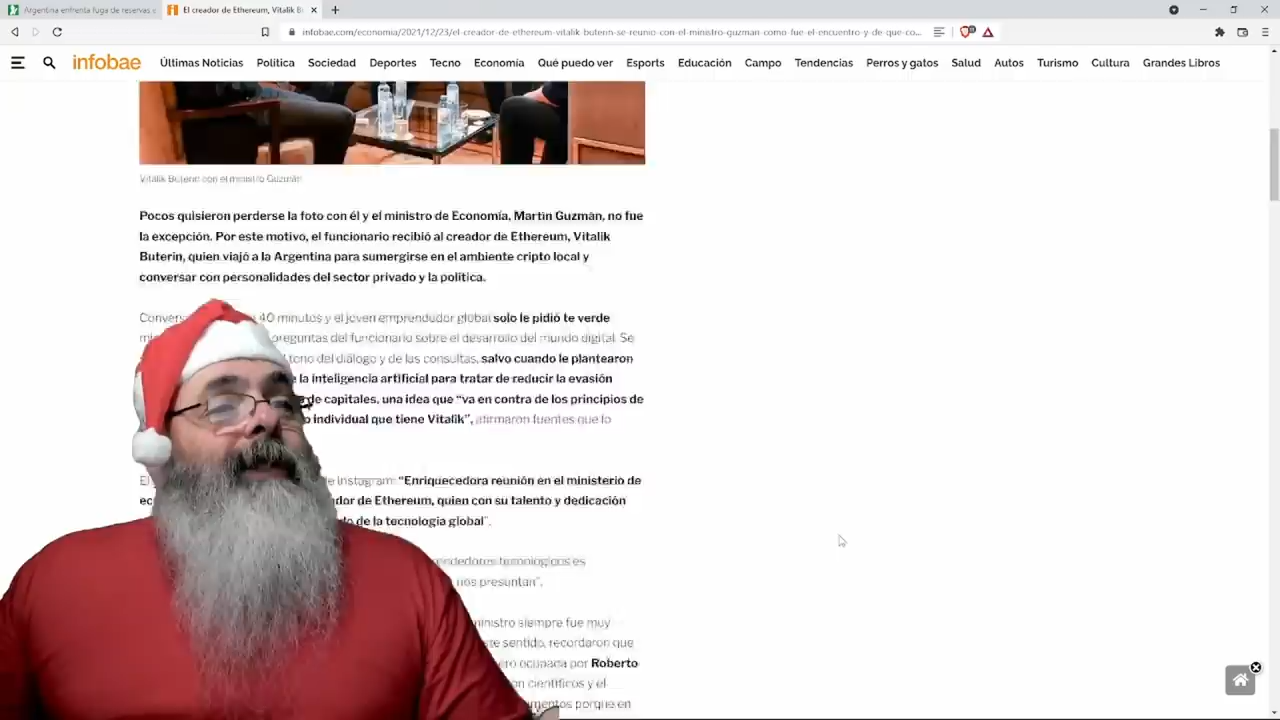 Argentina enfrenta fuga de reservas e
El creador de Ethereum, Vitalik B
infobae.com/economia/2021/12/23/el-creador-de-ethereum-vitalik-buterin-se-reunio-con-el-ministro-guzman-como-fue-el-encuentro-y-de-que-co...
infobae Últimas Noticias Política Sociedad Deportes Tecno Economía Qué puedo ver Esports Educación Campo Tendencias Perros y gatos Salud Autos Turismo Cultura Grandes Libros
Vitalik Buterin con el ministro Guzmán
Pocos quisieron perderse la foto con él y el ministro de Economía, Martín Guzmán, no fue
la excepción. Por este motivo, el funcionario recibió al creador de Ethereum, Vitalik
Buterin, quien viajó a la Argentina para sumergirse en el ambiente cripto local y
conversar con personalidades del sector privado y la política.
40 minutos y el joven emprendedor global solo le pidió te verde
preguntas del funcionario sobre el desarrollo del mundo digital. Se
tono del diálogo y de las consultas, salvo cuando le plantearon
la inteligencia artificial para tratar de reducir la evasión
de capitales, una idea que “va en contra de los principios de
individual que tiene Vitalik”, afirmaron fuentes que lo
de Instagram: “Enriquecedora reunión en el ministerio de
de Ethereum, quien con su talento y dedicación
de la tecnología global”.
tecnológicos es
nos presuntan”.
ministro siempre fue muy
sentido, recordaron que
ocupada por Roberto
científicos y el
porque en